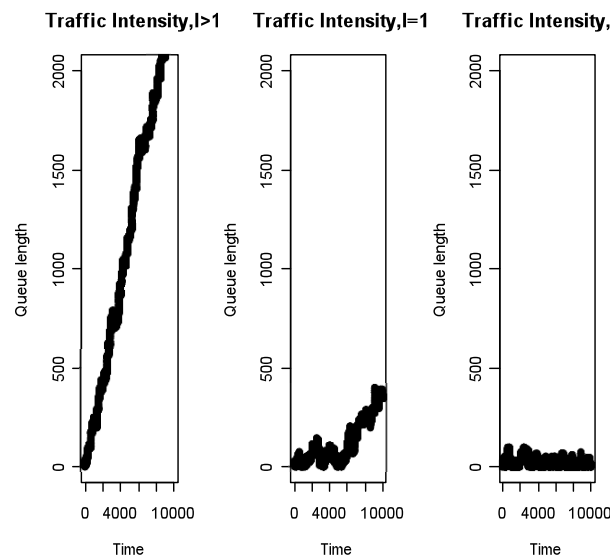 Traffic Intensity,I>1
Traffic Intensity,I=1
Traffic Intensity,
Queue length
2000
1500
1000
500
0
0 4000 10000
Time
Queue length
2000
1500
1000
500
0
0 4000 10000
Time
Queue length
2000
1500
1000
500
0
0 4000 10000
Time